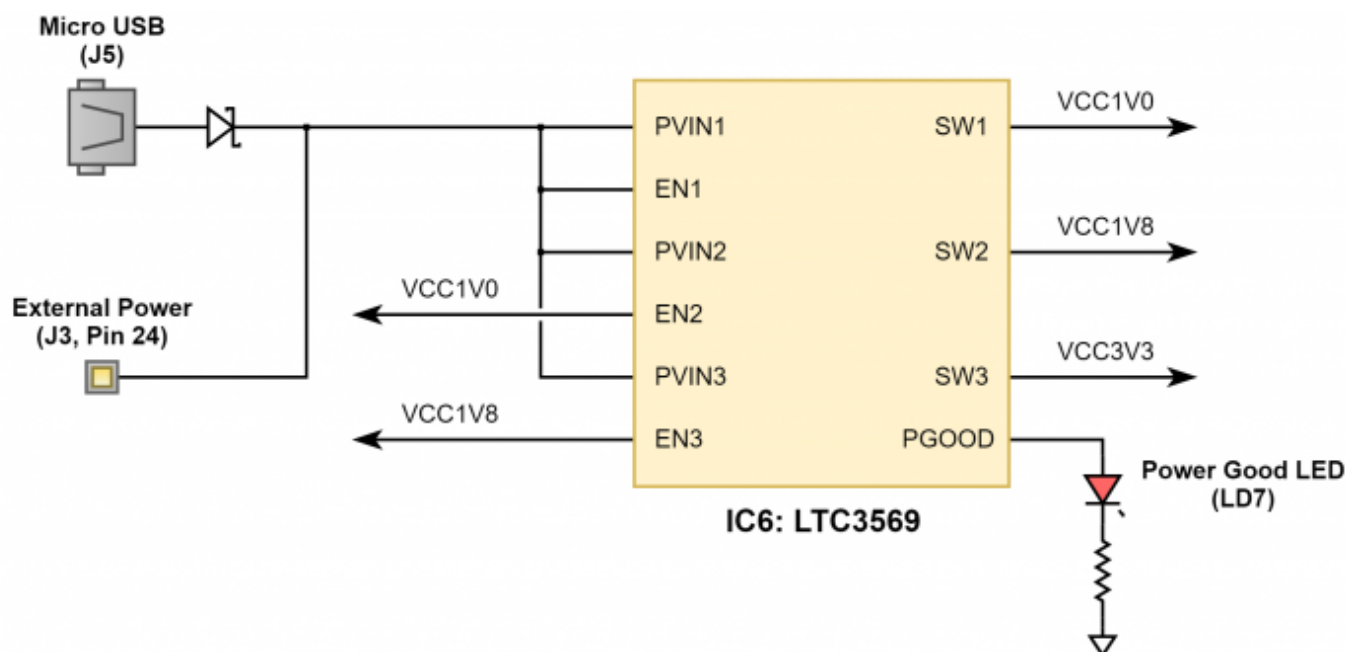 Micro USB
(J5)
VCC1V0
PVIN1
SW1
EN1
VCC1V8
PVIN2
SW2
VCC1V0
External Power
(J3, Pin 24)
EN2
VCC3V3
PVIN3
SW3
VCC1V8
EN3
PGOOD
Power Good LED
(LD7)
IC6: LTC3569